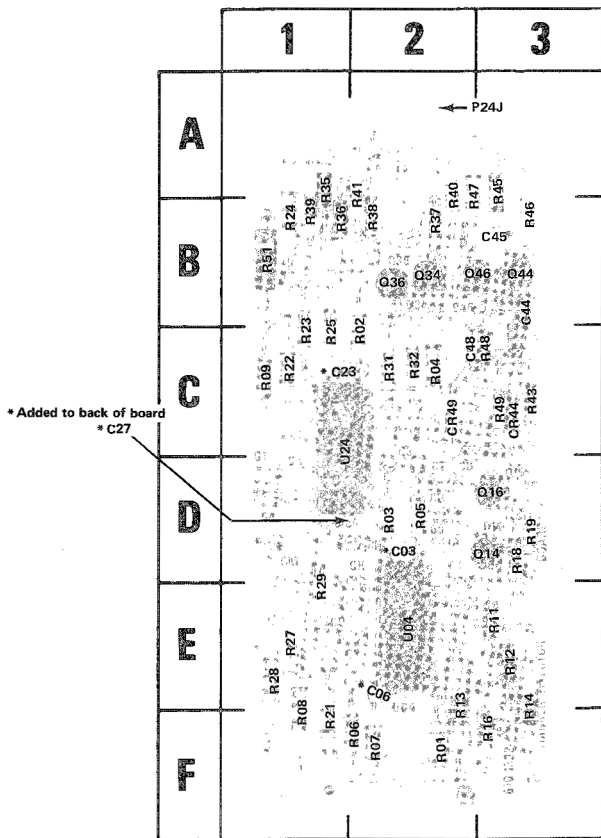 1 2 3
← P24J
A
R35 R41 R40 R47 R45
R24 R39 R36 R38 R37 R46
C45
B
R51 Q36 Q34 Q46 Q44
C44
R23 R25 R02
C48 R48
R09 R22 * C23 R31 R32 R04
C
CR49 R49 CR44 R43
* Added to back of board
* C27
U24
Q16
D
R03 R05 R19
* C03 Q14 R18
R29
U04 R11
E
R27
R12
R28 * C06
R08 R21 R13 R14
R06 R07 R01 R16
F